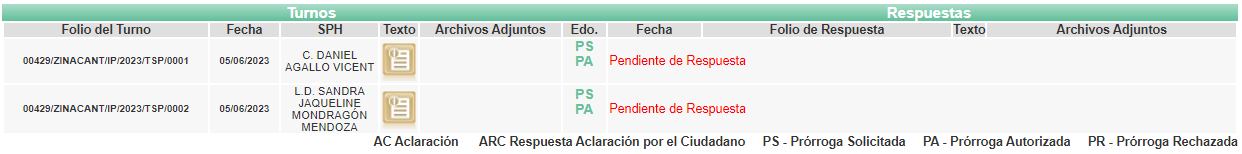 Turnos Respuestas
Folio del Turno Fecha SPH Texto Archivos Adjuntos Edo. Fecha Folio de Respuesta Texto Archivos Adjuntos
00429/ZINACANT/IP/2023/TSP/0001 05/06/2023 C. DANIEL AGALLO VICENT PS PA Pendiente de Respuesta
00429/ZINACANT/IP/2023/TSP/0002 05/06/2023 L.D. SANDRA JAQUELINE MONDRAGÓN MENDOZA PS PA Pendiente de Respuesta
AC Aclaración ARC Respuesta Aclaración por el Ciudadano PS - Prórroga Solicitada PA - Prórroga Autorizada PR - Prórroga Rechazada